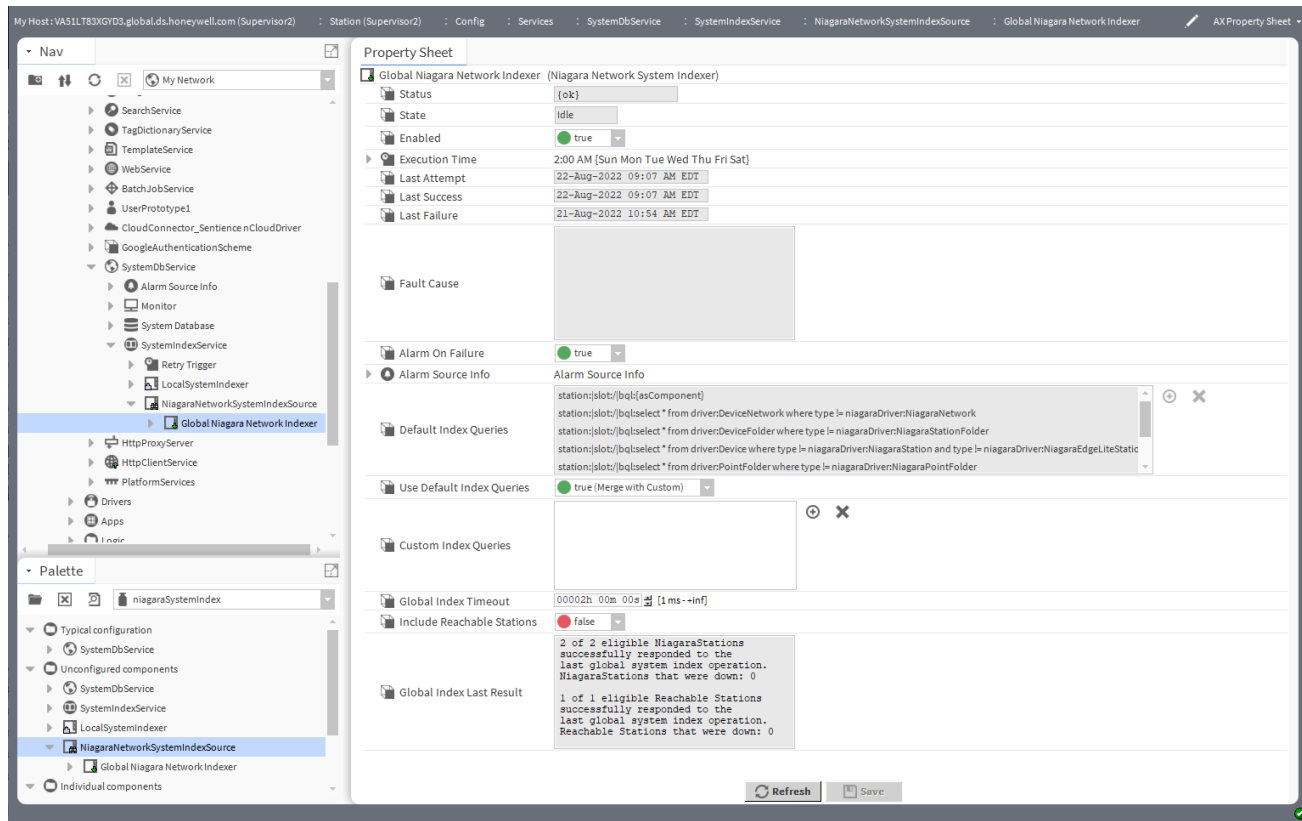 My Host : VA51LT83XGYD3.global.ds.honeywell.com (Supervisor2) : Station (Supervisor2) : Config : Services : SystemDbService : SystemIndexService : NiagaraNetworkSystemIndexSource : Global Niagara Network Indexer AX Property Sheet
Nav
My Network
SearchService
TagDictionaryService
TemplateService
WebService
BatchJobService
UserPrototype1
CloudConnector_Sentience nCloudDriver
GoogleAuthenticationScheme
SystemDbService
Alarm Source Info
Monitor
System Database
SystemIndexService
Retry Trigger
LocalSystemIndexer
NiagaraNetworkSystemIndexSource
Global Niagara Network Indexer
HttpProxyServer
HttpClientService
PlatformServices
Drivers
Apps
Logic
Palette
niagaraSystemIndex
Typical configuration
SystemDbService
Unconfigured components
SystemDbService
SystemIndexService
LocalSystemIndexer
NiagaraNetworkSystemIndexSource
Global Niagara Network Indexer
Individual components
Property Sheet
Global Niagara Network Indexer (Niagara Network System Indexer)
Status {ok}
State Idle
Enabled true
Execution Time 2:00 AM {Sun Mon Tue Wed Thu Fri Sat}
Last Attempt 22-Aug-2022 09:07 AM EDT
Last Success 22-Aug-2022 09:07 AM EDT
Last Failure 21-Aug-2022 10:54 AM EDT
Fault Cause
Alarm On Failure true
Alarm Source Info Alarm Source Info
Default Index Queries
station:|slot:/|bql:{asComponent}
station:|slot:/|bql:select * from driver:DeviceNetwork where type != niagaraDriver:NiagaraNetwork
station:|slot:/|bql:select * from driver:DeviceFolder where type != niagaraDriver:NiagaraStationFolder
station:|slot:/|bql:select * from driver:Device where type != niagaraDriver:NiagaraStation and type != niagaraDriver:NiagaraEdgeLiteStatic
station:|slot:/|bql:select * from driver:PointFolder where type != niagaraDriver:NiagaraPointFolder
Use Default Index Queries true (Merge with Custom)
Custom Index Queries
Global Index Timeout 00002h 00m 00s [1 ms - +inf]
Include Reachable Stations false
Global Index Last Result
2 of 2 eligible NiagaraStations
successfully responded to the
last global system index operation.
NiagaraStations that were down: 0
1 of 1 eligible Reachable Stations
successfully responded to the
last global system index operation.
Reachable Stations that were down: 0
Refresh Save